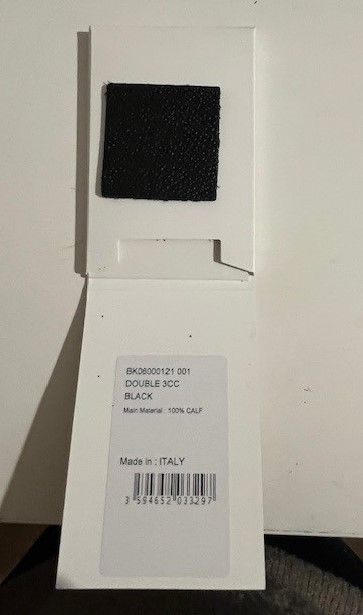 BK06000121 001
DOUBLE 3CC
BLACK
Main Material : 100% CALF
Made in : ITALY
3 594652 033297